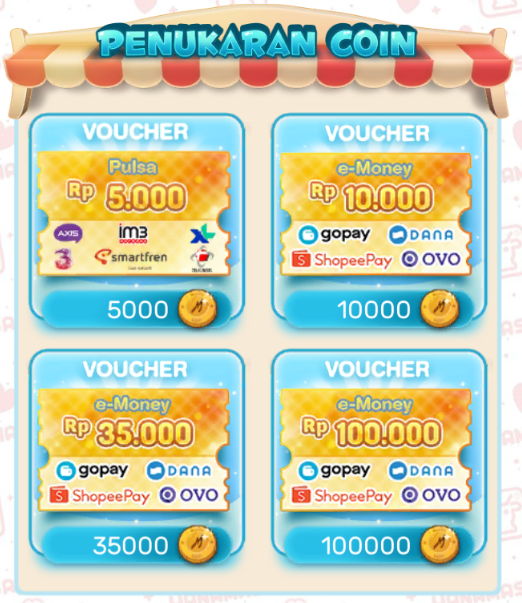 PENUKARAN COIN
VOUCHER
Pulsa
Rp 5.000
AXIS
im3
OOREDOO
XL
3
smartfren
5000
VOUCHER
e-Money
Rp 10.000
gopay
DANA
ShopeePay
OVO
10000
VOUCHER
e-Money
Rp 35.000
gopay
DANA
ShopeePay
OVO
35000
VOUCHER
e-Money
Rp 100.000
gopay
DANA
ShopeePay
OVO
100000